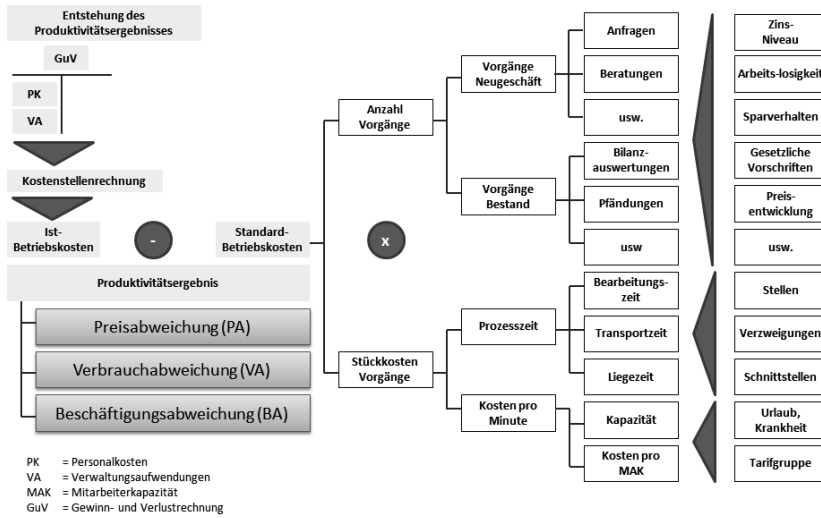 Entstehung des
Produktivitätsergebnisses
GuV
PK
VA
Kostenstellenrechnung
Ist-
Betriebskosten
-
Standard-
Betriebskosten
Produktivitätsergebnis
Preisabweichung (PA)
Verbrauchabweichung (VA)
Beschäftigungsabweichung (BA)
PK = Personalkosten
VA = Verwaltungsaufwendungen
MAK = Mitarbeiterkapazität
GuV = Gewinn- und Verlustrechnung
Anzahl
Vorgänge
x
Stückkosten
Vorgänge
Vorgänge
Neugeschäft
Vorgänge
Bestand
Prozesszeit
Kosten pro
Minute
Anfragen
Beratungen
usw.
Bilanz-
auswertungen
Pfändungen
usw
Bearbeitungs-
zeit
Transportzeit
Liegezeit
Kapazität
Kosten pro
MAK
Zins-
Niveau
Arbeits-losigkeit
Sparverhalten
Gesetzliche
Vorschriften
Preis-
entwicklung
usw.
Stellen
Verzweigungen
Schnittstellen
Urlaub,
Krankheit
Tarifgruppe